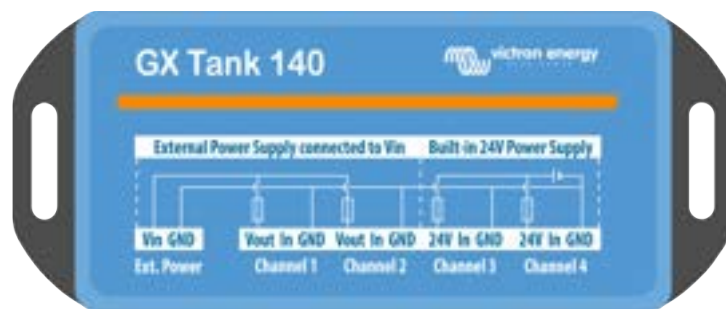 GX Tank 140
victron energy
External Power Supply connected to Vin Built-in 24V Power Supply
Vin GND Vout In GND Vout In GND 24V In GND 24V In GND
Ext. Power Channel 1 Channel 2 Channel 3 Channel 4